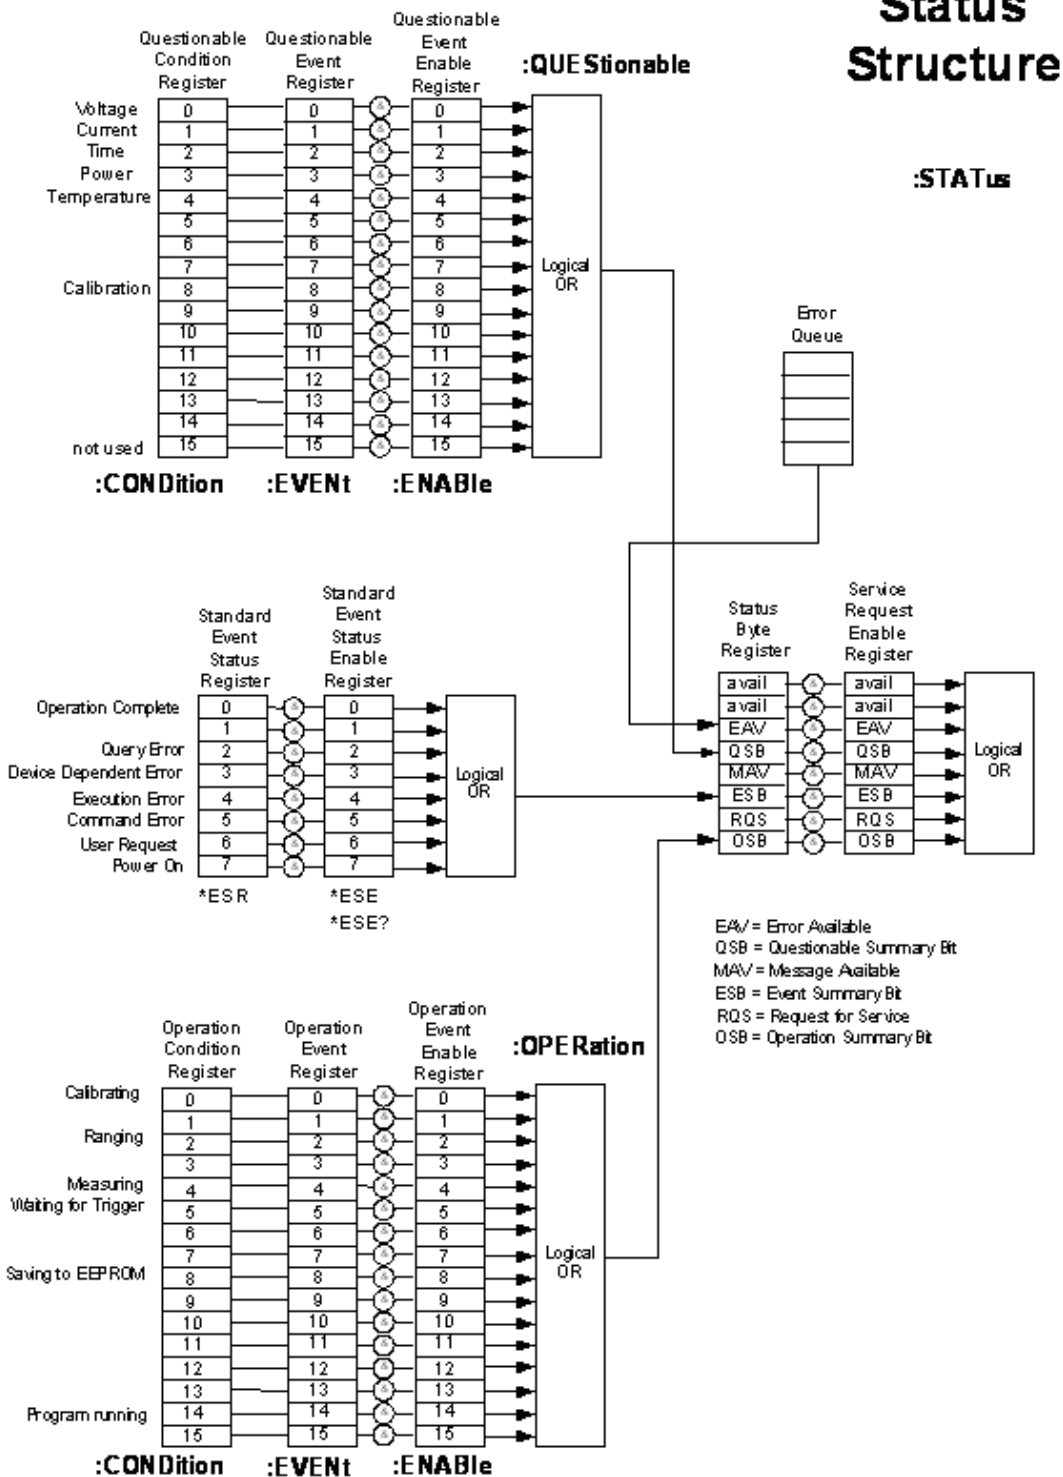 Status
Structure
:STATus
Questionable Condition Register
Questionable Event Register
Questionable Event Enable Register
:QUEStionable
Voltage 0 0 & 0
Current 1 1 & 1
Time 2 2 & 2
Power 3 3 & 3
Temperature 4 4 & 4
5 5 & 5
6 6 & 6
7 7 & 7
Calibration 8 8 & 8
9 9 & 9
10 10 & 10
11 11 & 11
12 12 & 12
13 13 & 13
14 14 & 14
not used 15 15 & 15
Logical
OR
:CONDition :EVENt :ENABle
Error
Queue
Standard Event Status Register
Standard Event Status Enable Register
Operation Complete 0 & 0
1 & 1
Query Error 2 & 2
Device Dependent Error 3 & 3
Execution Error 4 & 4
Command Error 5 & 5
User Request 6 & 6
Power On 7 & 7
Logical
OR
*ESR *ESE
*ESE?
Status Byte Register
Service Request Enable Register
avail & avail
avail & avail
EAV & EAV
QSB & QSB
MAV & MAV
ESB & ESB
RQS & RQS
OSB & OSB
Logical
OR
EAV = Error Available
QSB = Questionable Summary Bit
MAV = Message Available
ESB = Event Summary Bit
RQS = Request for Service
OSB = Operation Summary Bit
Operation Condition Register
Operation Event Register
Operation Event Enable Register
:OPERation
Calibrating 0 0 & 0
1 1 & 1
Ranging 2 2 & 2
3 3 & 3
Measuring 4 4 & 4
Waiting for Trigger 5 5 & 5
6 6 & 6
7 7 & 7
Saving to EEPROM 8 8 & 8
9 9 & 9
10 10 & 10
11 11 & 11
12 12 & 12
13 13 & 13
Program running 14 14 & 14
15 15 & 15
Logical
OR
:CONDition :EVENt :ENABle